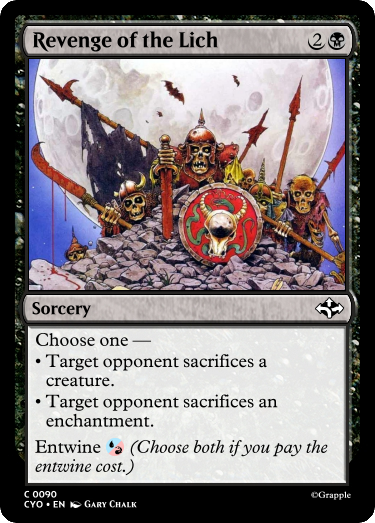 Revenge of the Lich 2
Sorcery
Choose one —
• Target opponent sacrifices a
creature.
• Target opponent sacrifices an
enchantment.
Entwine (Choose both if you pay the
entwine cost.)
C 0090
CYO • EN Gary Chalk
©Grapple